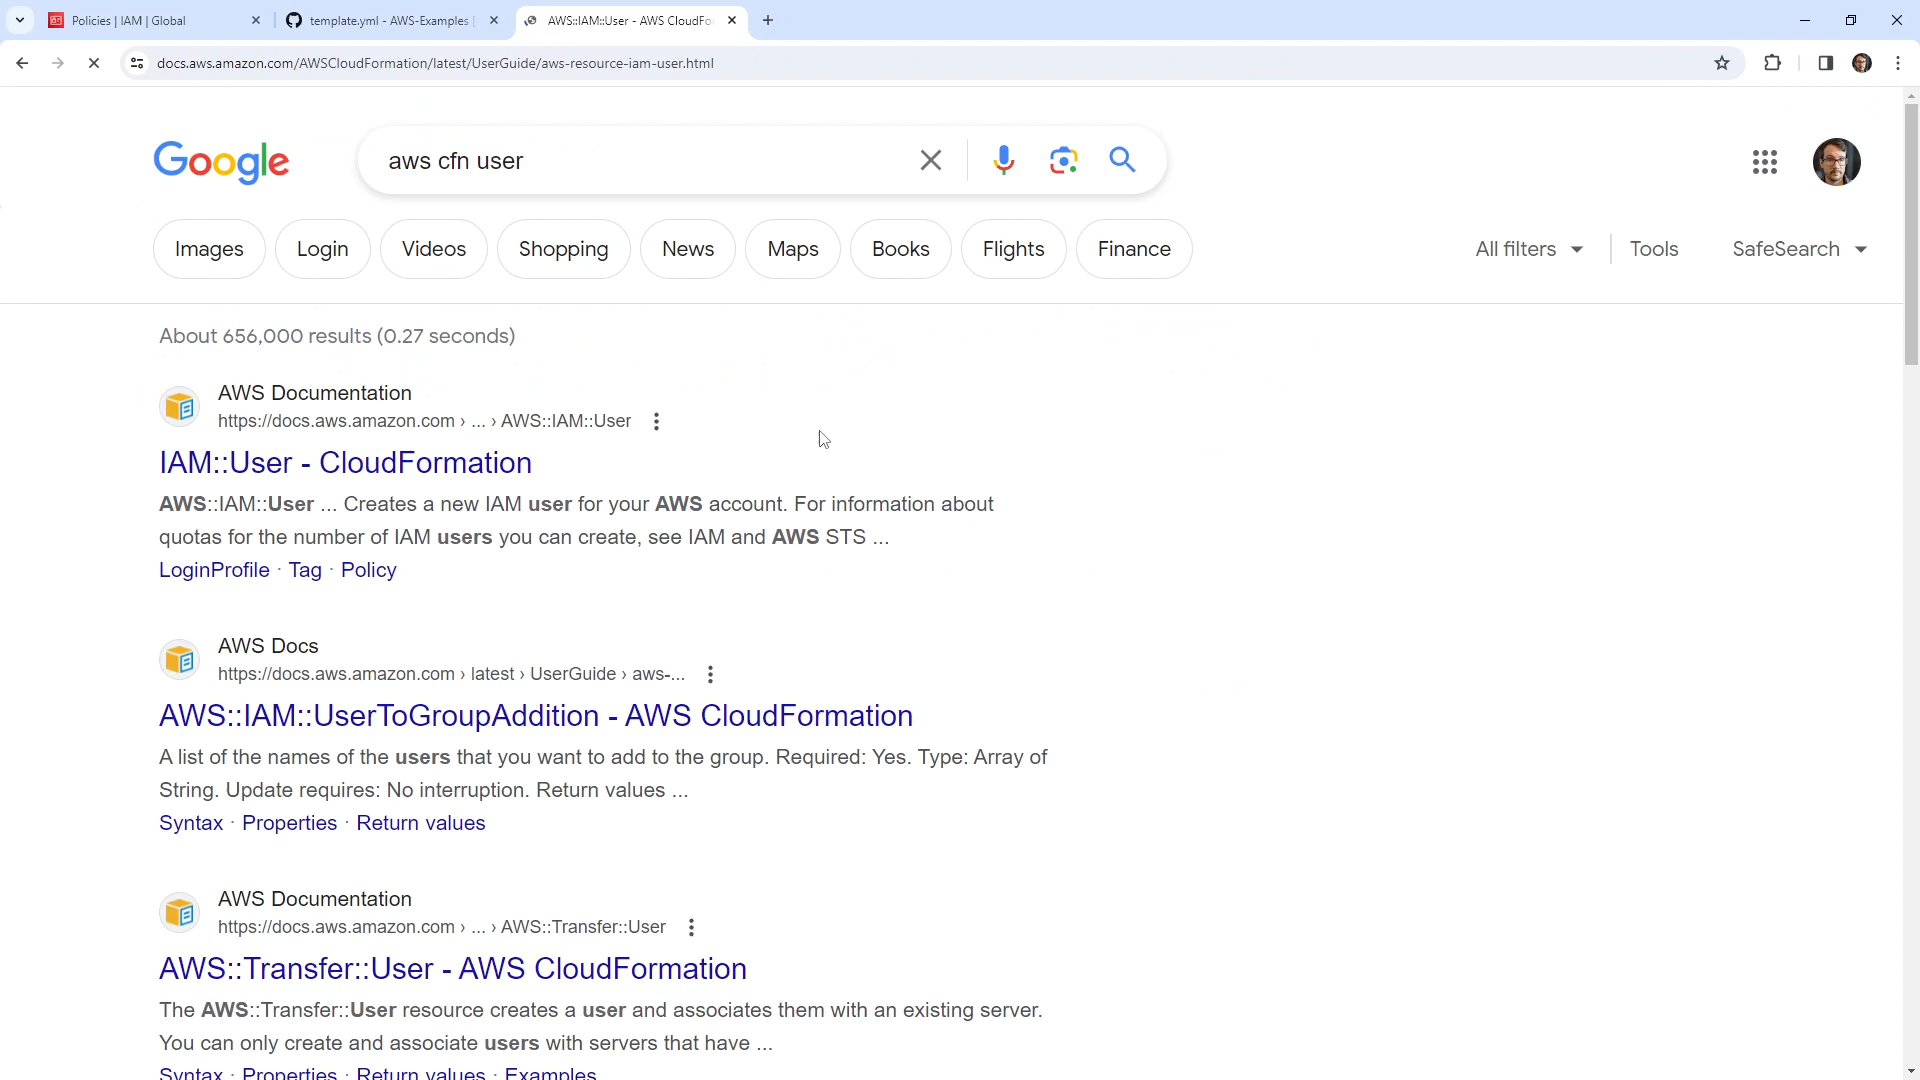 Policies | IAM | Global
template.yml - AWS-Examples
AWS::IAM::User - AWS CloudFo
docs.aws.amazon.com/AWSCloudFormation/latest/UserGuide/aws-resource-iam-user.html
Google
aws cfn user
Images
Login
Videos
Shopping
News
Maps
Books
Flights
Finance
All filters
Tools
SafeSearch
About 656,000 results (0.27 seconds)
AWS Documentation
https://docs.aws.amazon.com › ... › AWS::IAM::User
IAM::User - CloudFormation
AWS::IAM::User ... Creates a new IAM user for your AWS account. For information about
quotas for the number of IAM users you can create, see IAM and AWS STS ...
LoginProfile · Tag · Policy
AWS Docs
https://docs.aws.amazon.com › latest › UserGuide › aws-...
AWS::IAM::UserToGroupAddition - AWS CloudFormation
A list of the names of the users that you want to add to the group. Required: Yes. Type: Array of
String. Update requires: No interruption. Return values ...
Syntax · Properties · Return values
AWS Documentation
https://docs.aws.amazon.com › ... › AWS::Transfer::User
AWS::Transfer::User - AWS CloudFormation
The AWS::Transfer::User resource creates a user and associates them with an existing server.
You can only create and associate users with servers that have ...
Syntax · Properties · Return values · Examples